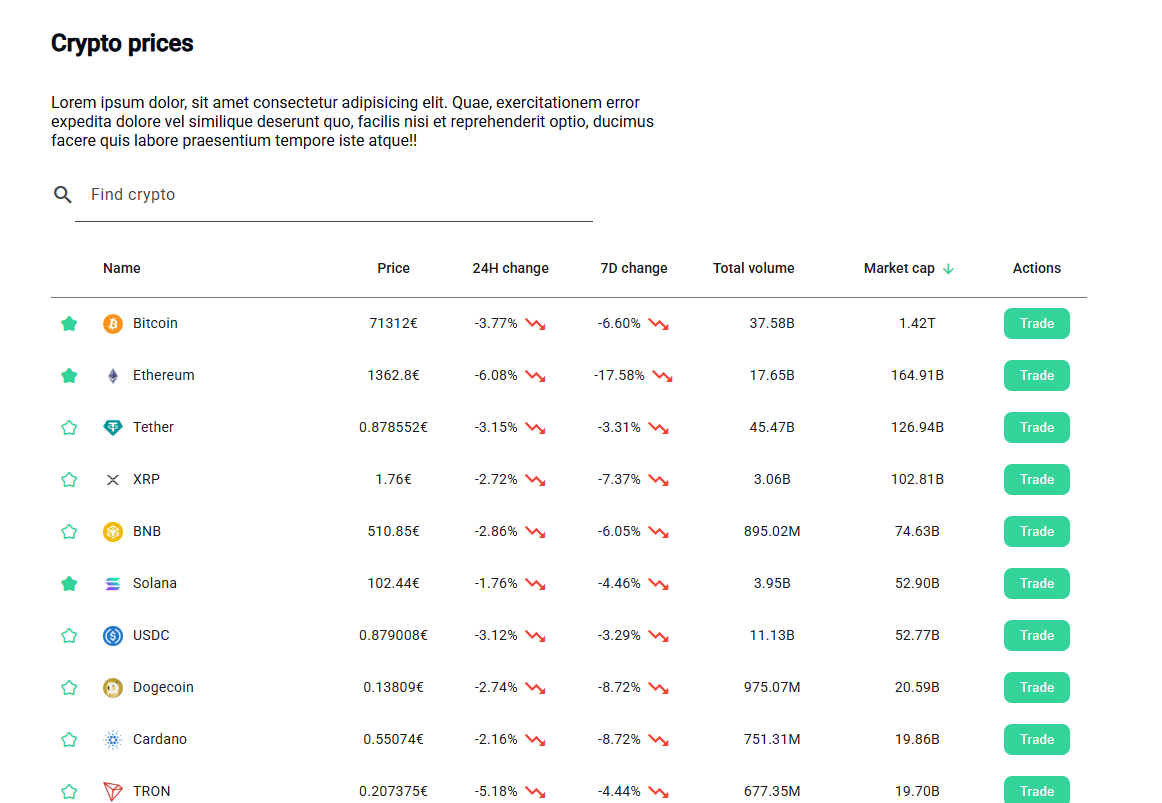 Crypto prices
Lorem ipsum dolor, sit amet consectetur adipisicing elit. Quae, exercitationem error
expedita dolore vel similique deserunt quo, facilis nisi et reprehenderit optio, ducimus
facere quis labore praesentium tempore iste atque!!
Find crypto
Name Price 24H change 7D change Total volume Market cap Actions
Bitcoin 71312€ -3.77% -6.60% 37.58B 1.42T Trade
Ethereum 1362.8€ -6.08% -17.58% 17.65B 164.91B Trade
Tether 0.878552€ -3.15% -3.31% 45.47B 126.94B Trade
XRP 1.76€ -2.72% -7.37% 3.06B 102.81B Trade
BNB 510.85€ -2.86% -6.05% 895.02M 74.63B Trade
Solana 102.44€ -1.76% -4.46% 3.95B 52.90B Trade
USDC 0.879008€ -3.12% -3.29% 11.13B 52.77B Trade
Dogecoin 0.13809€ -2.74% -8.72% 975.07M 20.59B Trade
Cardano 0.55074€ -2.16% -8.72% 751.31M 19.86B Trade
TRON 0.207375€ -5.18% -4.44% 677.35M 19.70B Trade